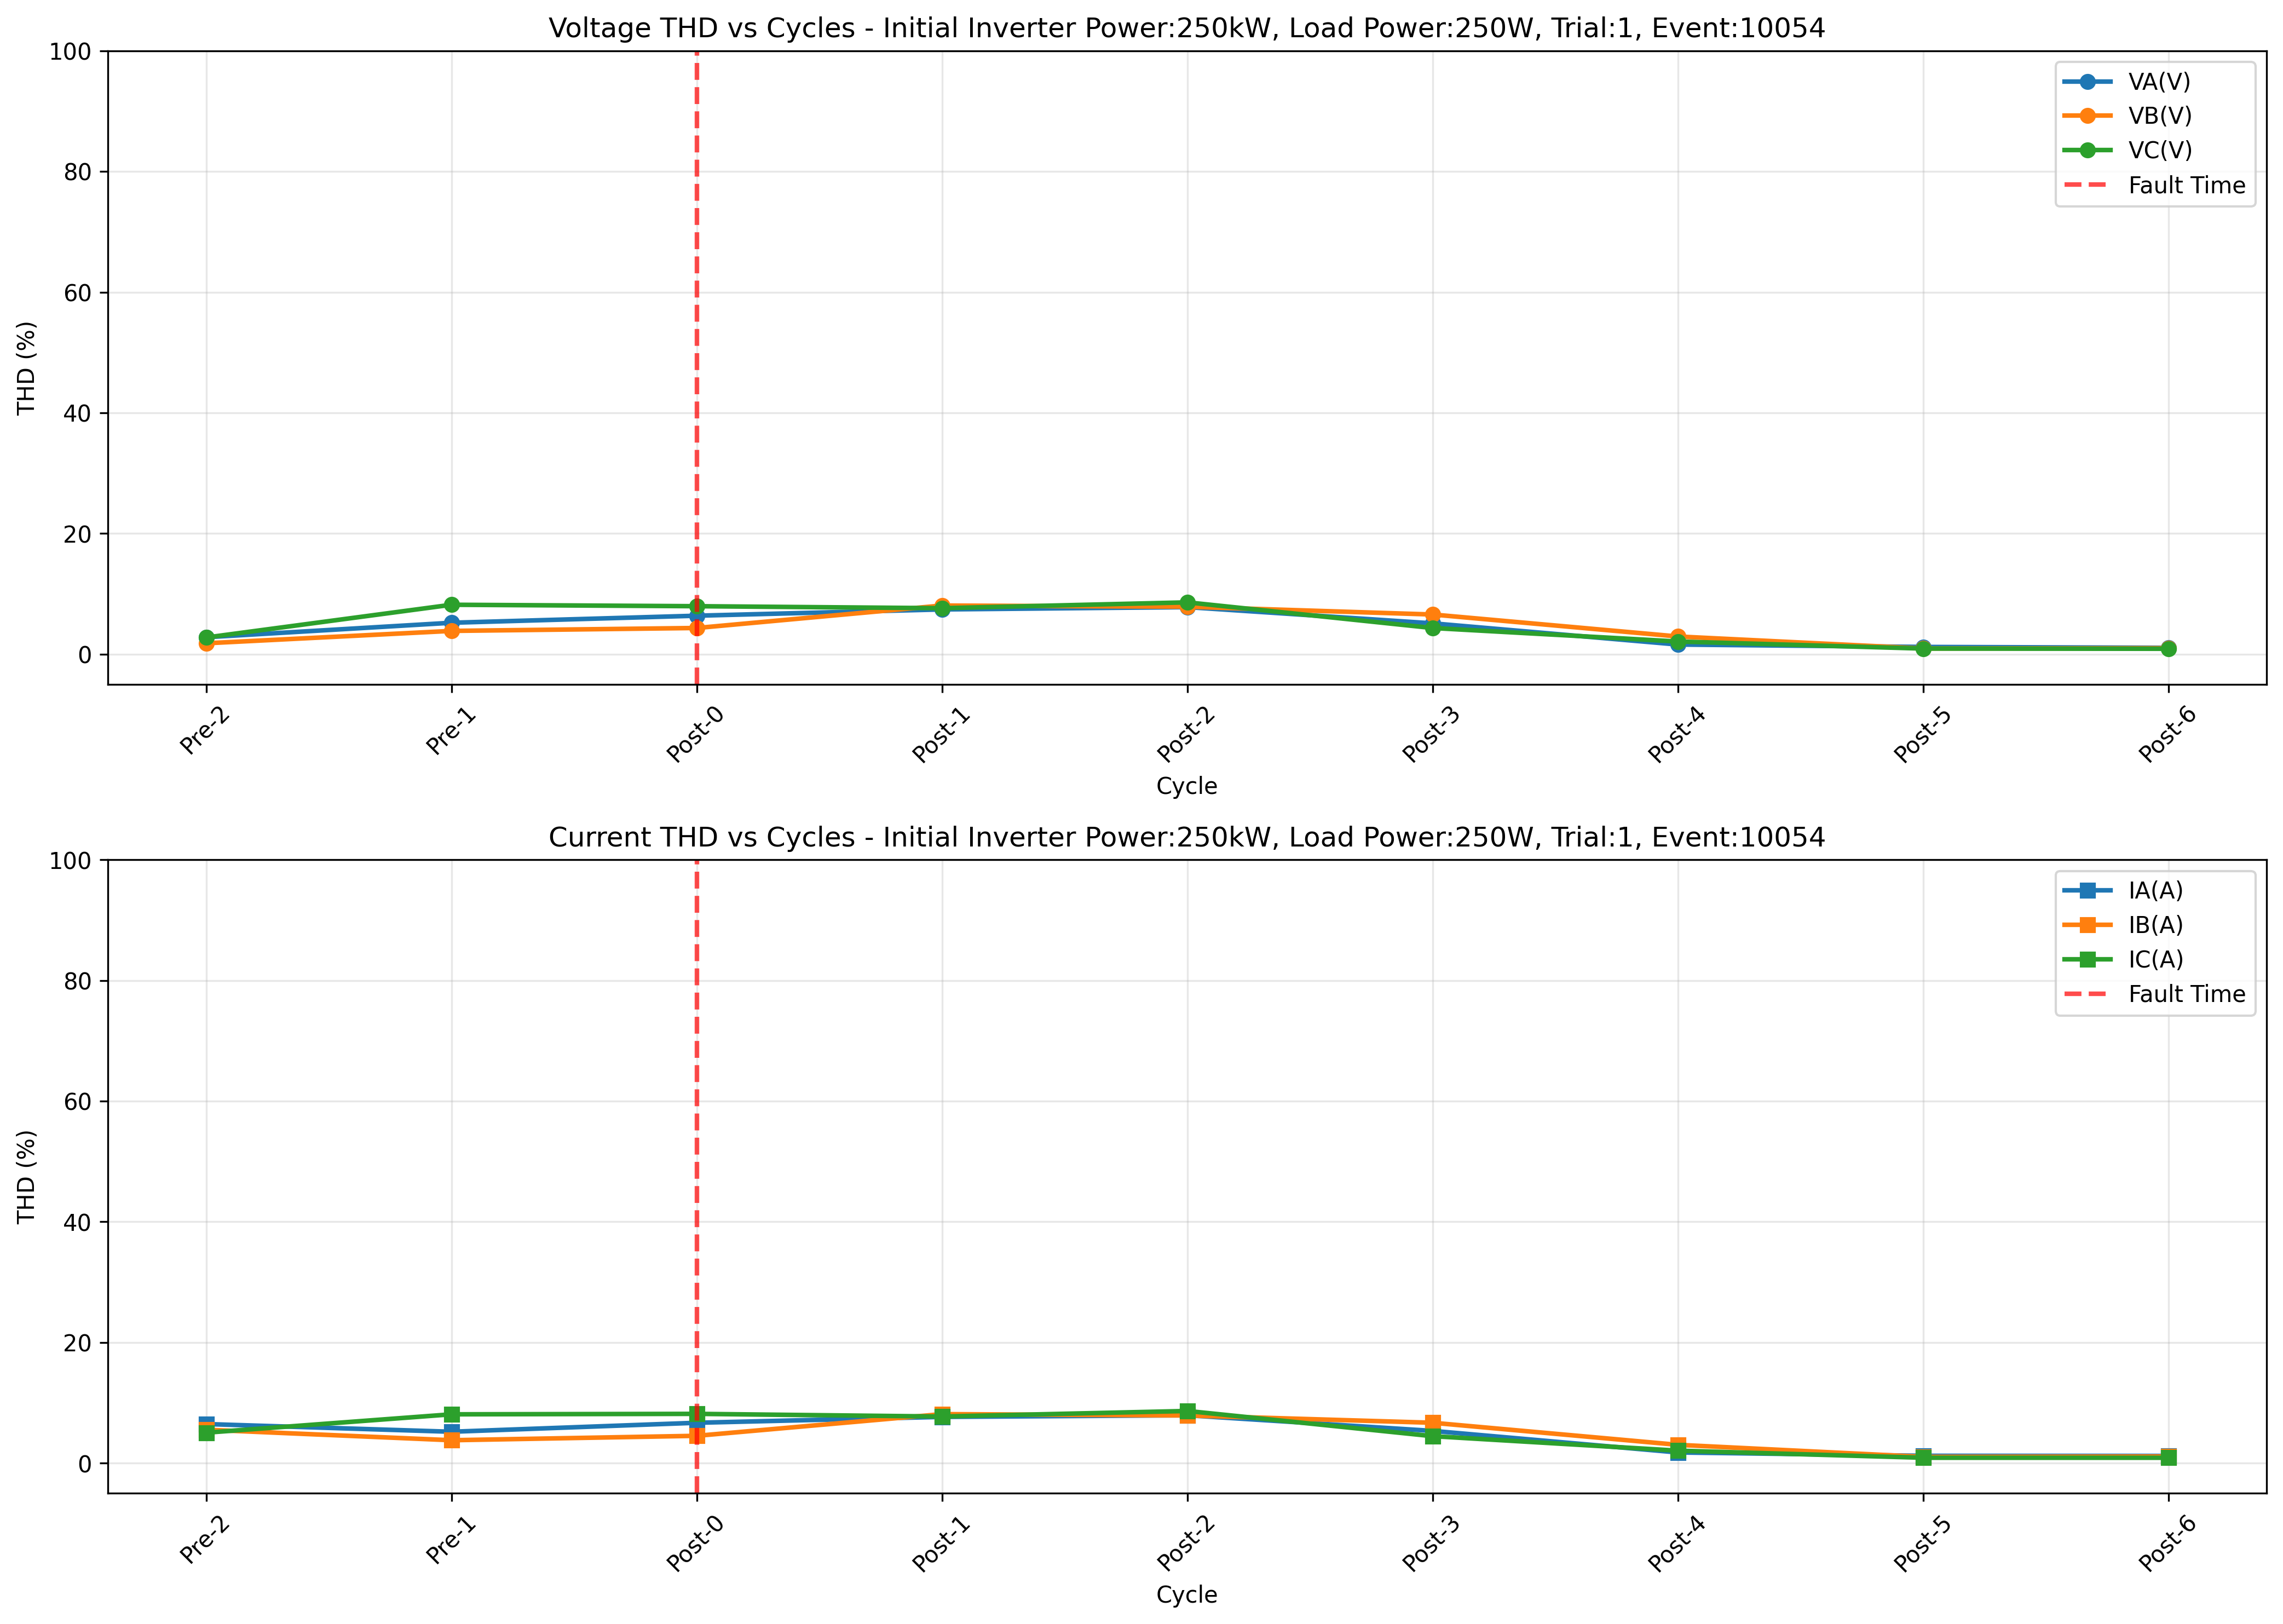 Voltage THD vs Cycles - Initial Inverter Power:250kW, Load Power:250W, Trial:1, Event:10054
THD (%)
100
80
60
40
20
0
VA(V)
VB(V)
VC(V)
Fault Time
Pre-2
Pre-1
Post-0
Post-1
Post-2
Post-3
Post-4
Post-5
Post-6
Cycle
Current THD vs Cycles - Initial Inverter Power:250kW, Load Power:250W, Trial:1, Event:10054
THD (%)
100
80
60
40
20
0
IA(A)
IB(A)
IC(A)
Fault Time
Pre-2
Pre-1
Post-0
Post-1
Post-2
Post-3
Post-4
Post-5
Post-6
Cycle